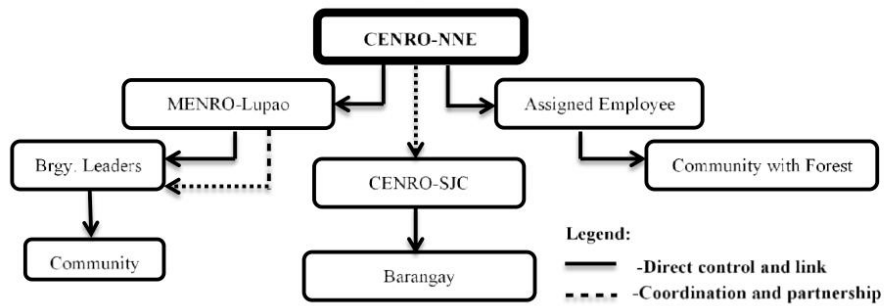 CENRO-NNE
MENRO-Lupao
Assigned Employee
Brgy. Leaders
CENRO-SJC
Community with Forest
Community
Barangay
Legend:
-Direct control and link
-Coordination and partnership